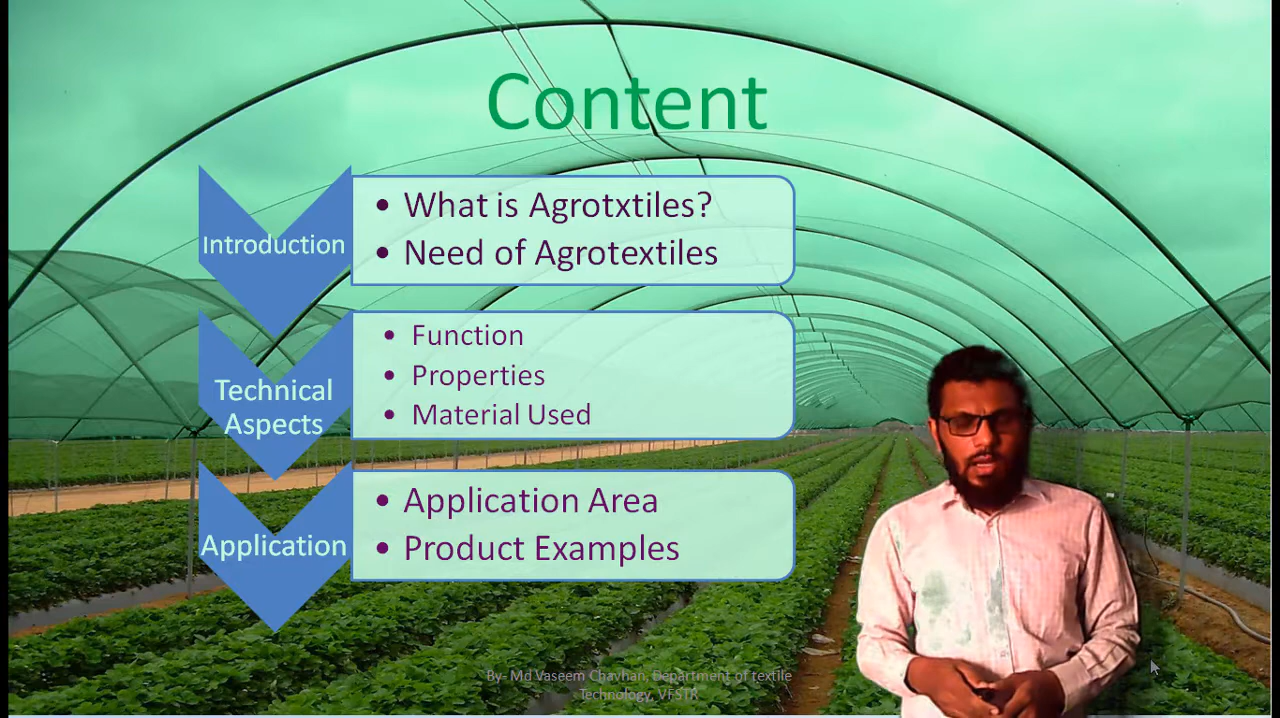 Content
Introduction
• What is Agrotxtiles?
• Need of Agrotextiles
Technical
Aspects
• Function
• Properties
• Material Used
Application
• Application Area
• Product Examples
By- Md Vaseem Chavhan, Department of textile
Technology, VFSTR